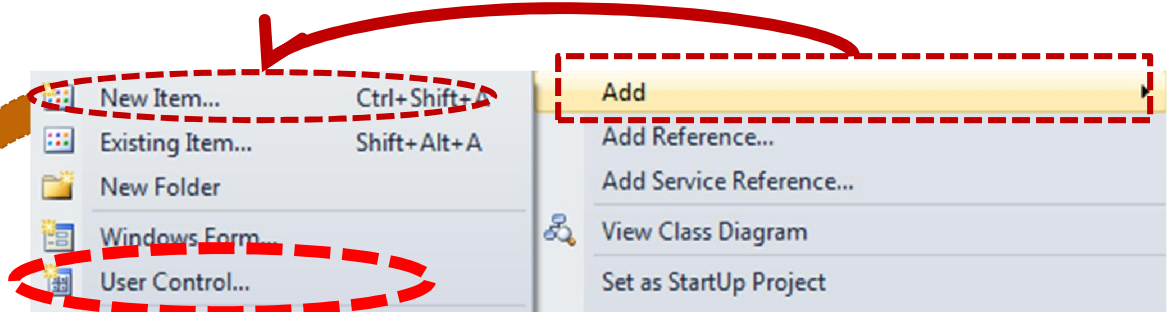 New Item... Ctrl+Shift+A
Existing Item... Shift+Alt+A
New Folder
Windows Form...
User Control...
Add
Add Reference...
Add Service Reference...
View Class Diagram
Set as StartUp Project